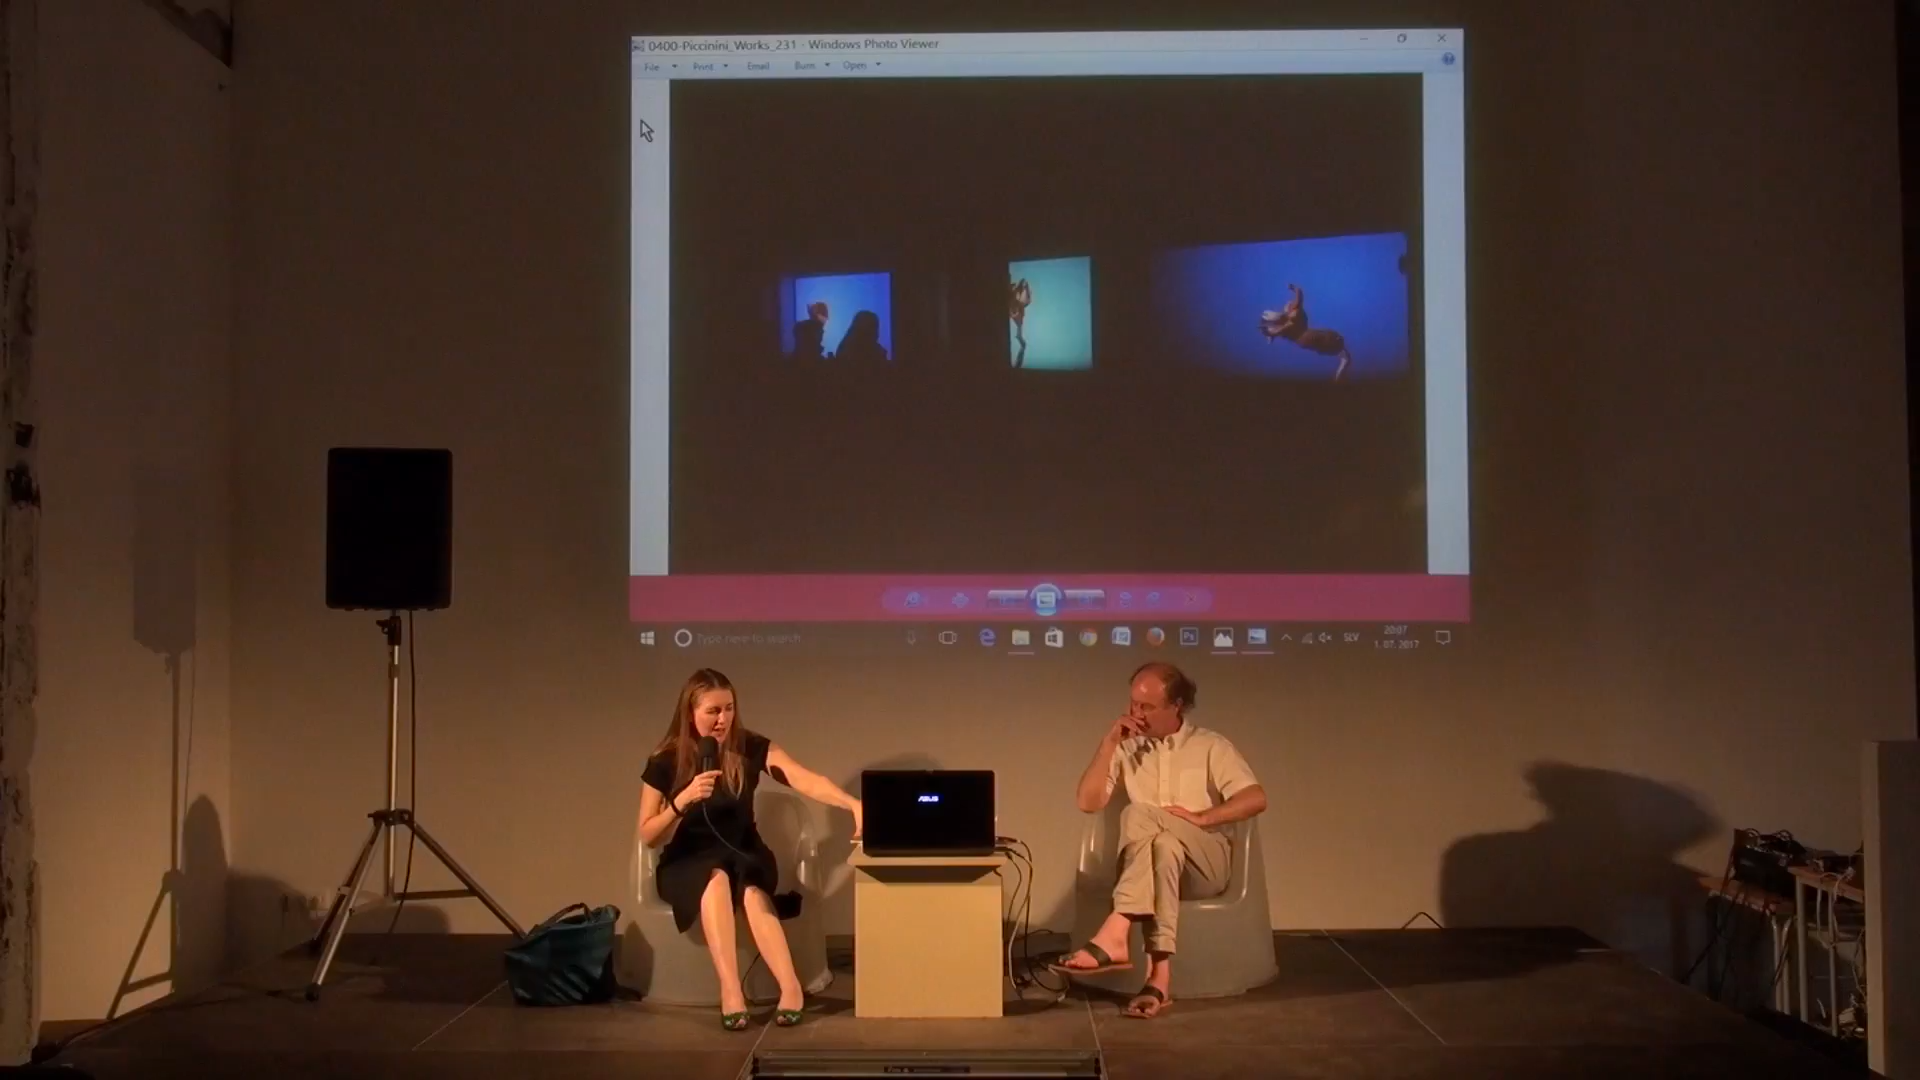 0400-Piccinini_Works_231 - Windows Photo Viewer
File Print Email Burn Open
Type here to search
Ps
SLV
20:07
1. 07. 2017
ASUS